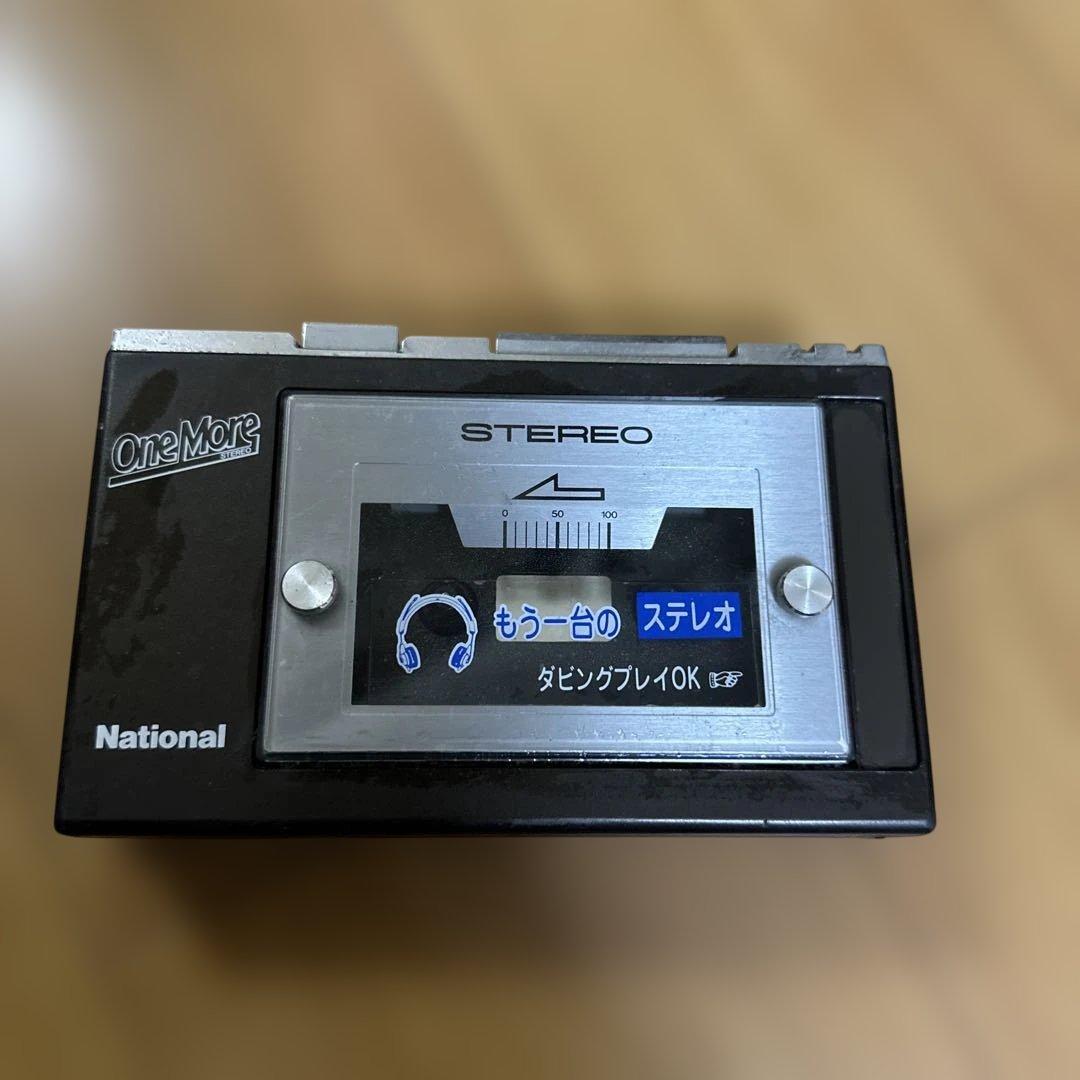 One More
STEREO
STEREO
0 50 100
もう一台の ステレオ
ダビングプレイOK
National